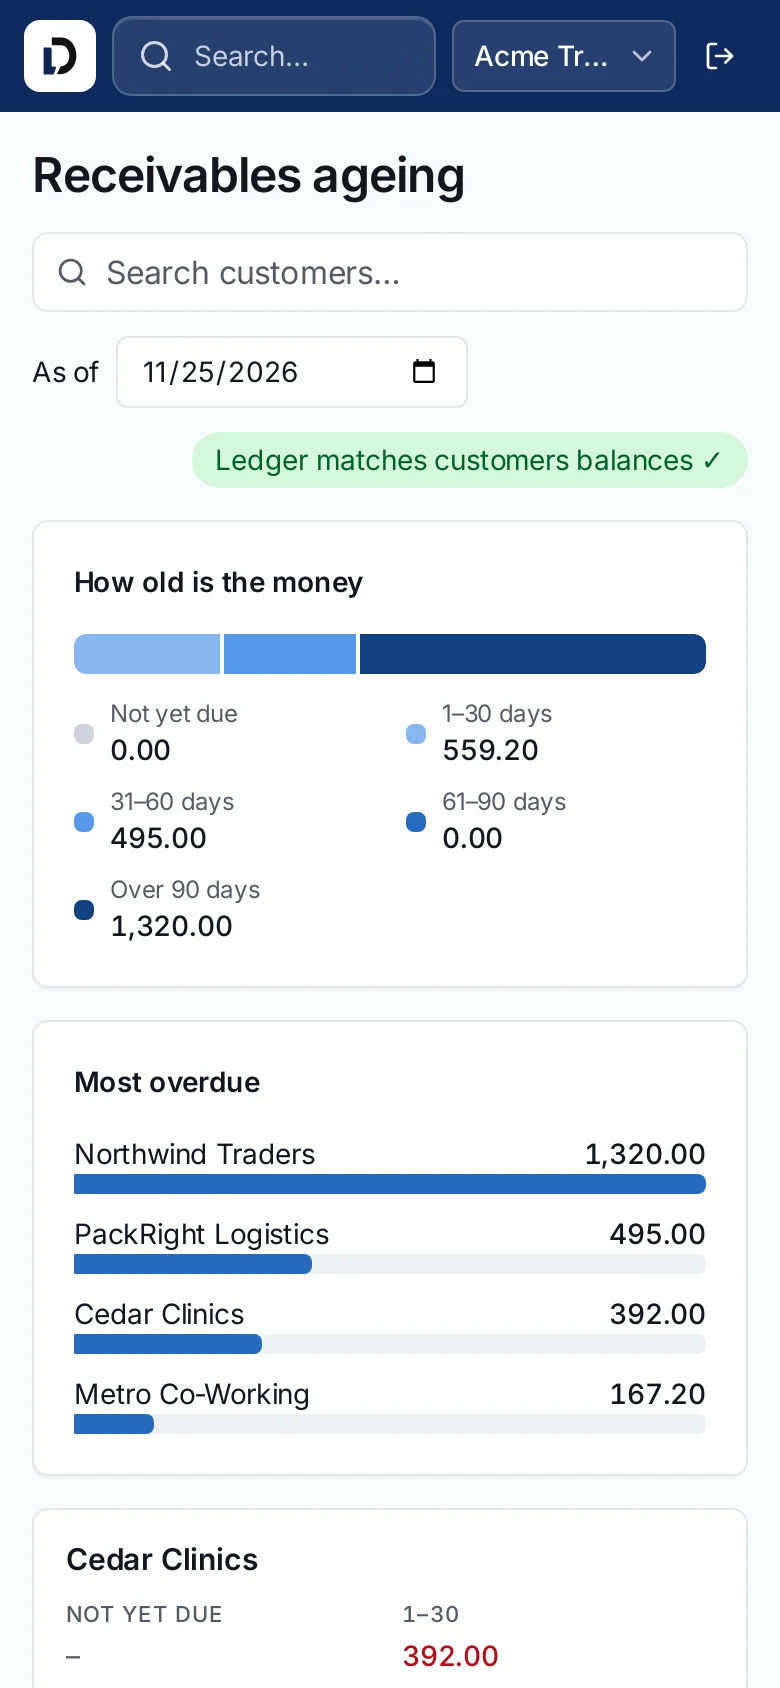 D
Search...
Acme Tr...
Receivables ageing
Search customers...
As of
11/25/2026
Ledger matches customers balances ✓
How old is the money
Not yet due
0.00
1–30 days
559.20
31–60 days
495.00
61–90 days
0.00
Over 90 days
1,320.00
Most overdue
Northwind Traders 1,320.00
PackRight Logistics 495.00
Cedar Clinics 392.00
Metro Co-Working 167.20
Cedar Clinics
NOT YET DUE 1–30
– 392.00